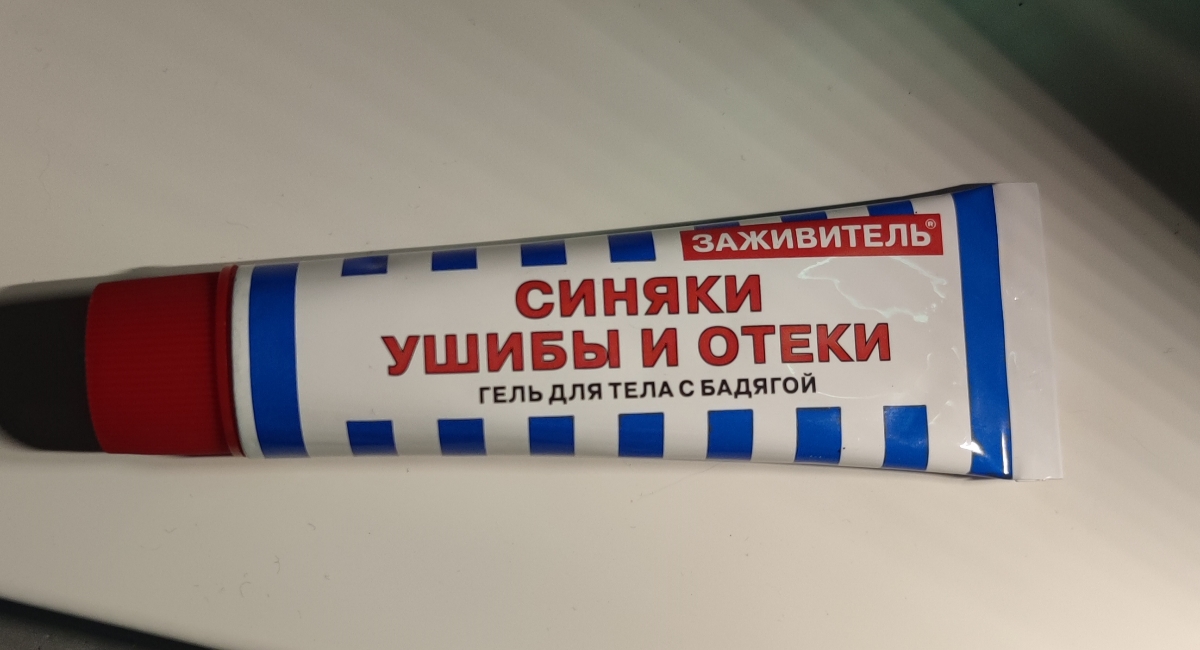 ЗАЖИВИТЕЛЬ®
СИНЯКИ
УШИБЫ И ОТЕКИ
ГЕЛЬ ДЛЯ ТЕЛА С БАДЯГОЙ